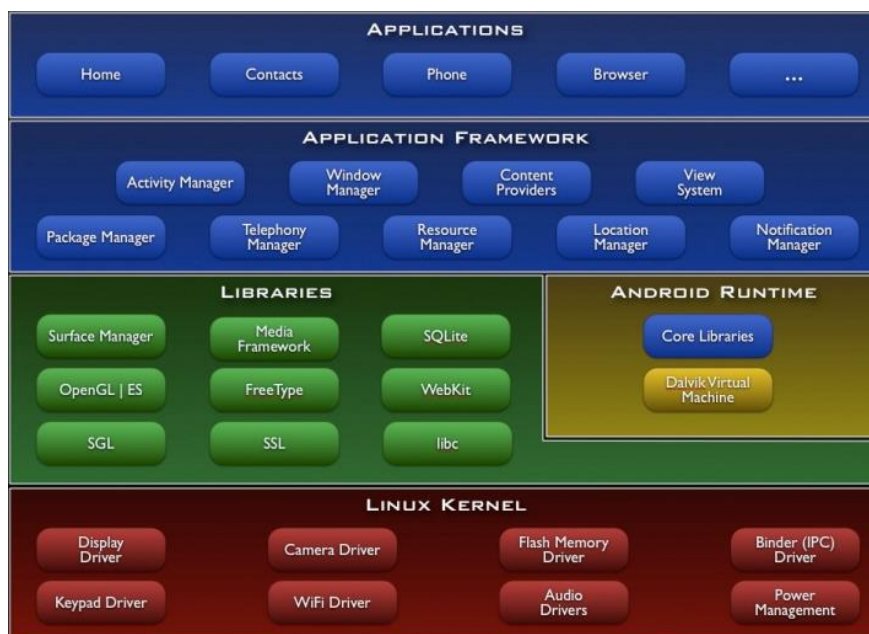 APPLICATIONS
Home Contacts Phone Browser ...
APPLICATION FRAMEWORK
Activity Manager
Window
Manager
Content
Providers
View
System
Package Manager
Telephony
Manager
Resource
Manager
Location
Manager
Notification
Manager
LIBRARIES
Surface Manager
Media
Framework
SQLite
OpenGL | ES
FreeType
WebKit
SGL
SSL
libc
ANDROID RUNTIME
Core Libraries
Dalvik Virtual
Machine
LINUX KERNEL
Display
Driver
Camera Driver
Flash Memory
Driver
Binder (IPC)
Driver
Keypad Driver
WiFi Driver
Audio
Drivers
Power
Management